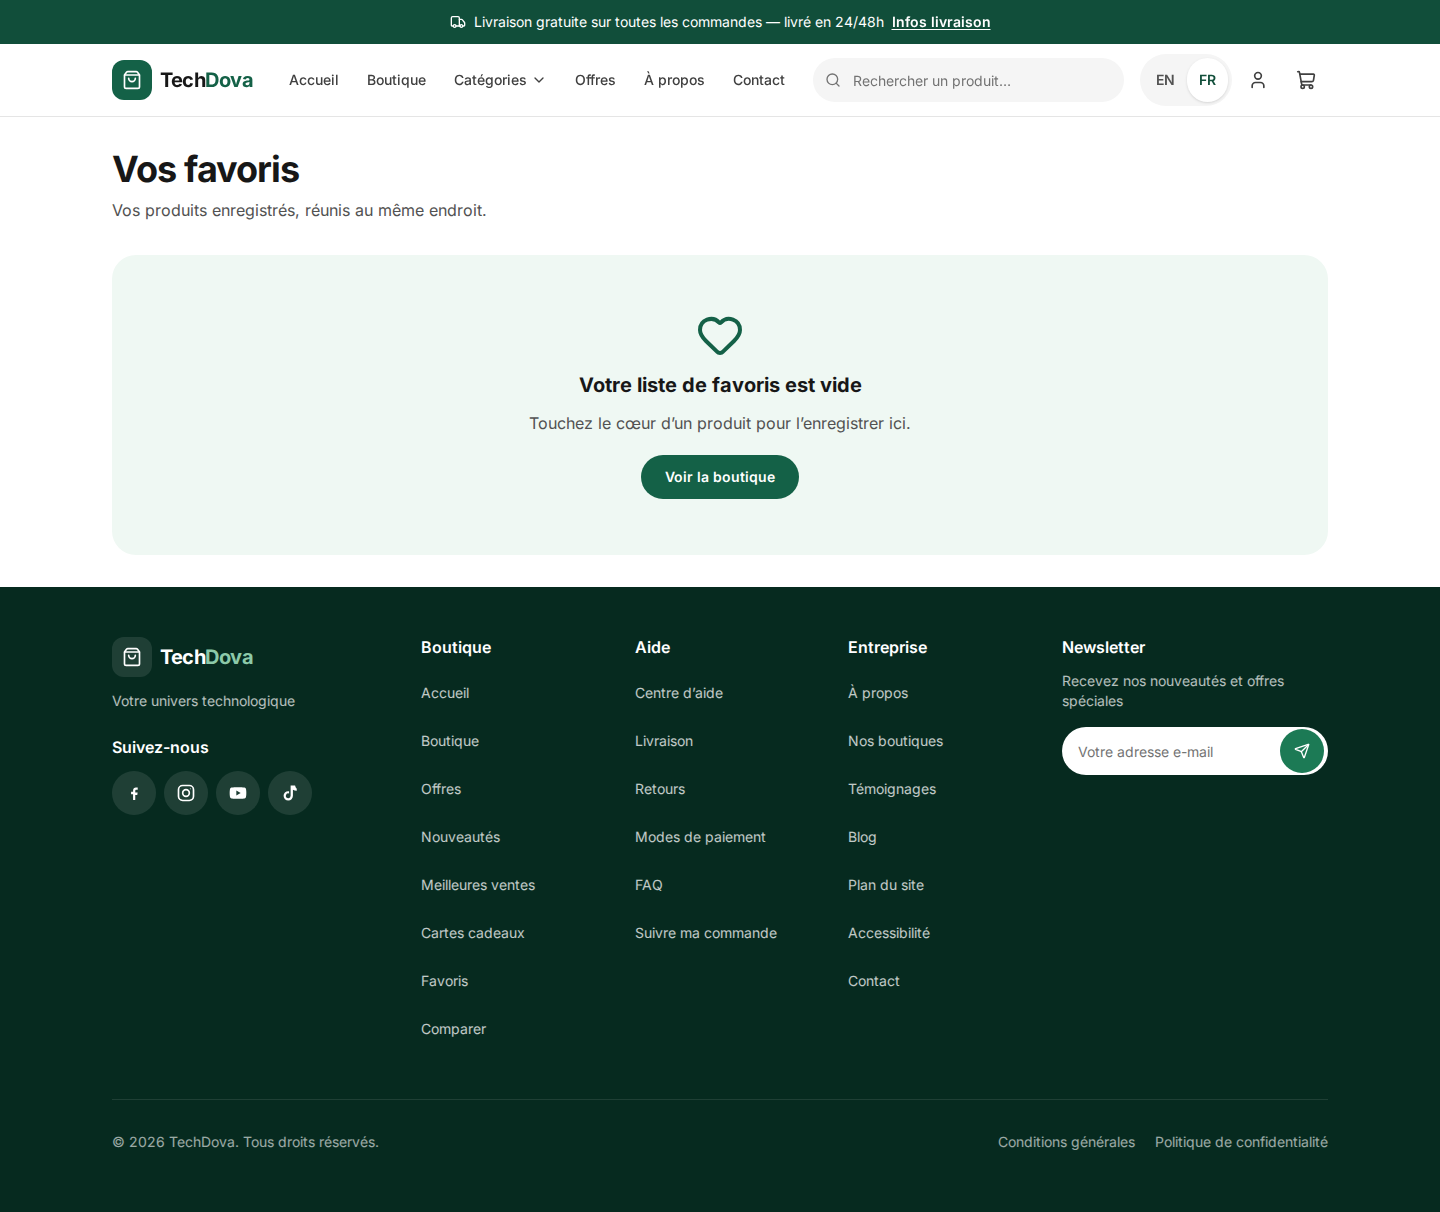 Livraison gratuite sur toutes les commandes — livré en 24/48h Infos livraison
TechDova
Accueil
Boutique
Catégories
Offres
À propos
Contact
Rechercher un produit...
EN
FR
Vos favoris
Vos produits enregistrés, réunis au même endroit.
Votre liste de favoris est vide
Touchez le cœur d’un produit pour l’enregistrer ici.
Voir la boutique
TechDova
Votre univers technologique
Suivez-nous
Boutique
Accueil
Boutique
Offres
Nouveautés
Meilleures ventes
Cartes cadeaux
Favoris
Comparer
Aide
Centre d’aide
Livraison
Retours
Modes de paiement
FAQ
Suivre ma commande
Entreprise
À propos
Nos boutiques
Témoignages
Blog
Plan du site
Accessibilité
Contact
Newsletter
Recevez nos nouveautés et offres
spéciales
Votre adresse e-mail
© 2026 TechDova. Tous droits réservés.
Conditions générales
Politique de confidentialité